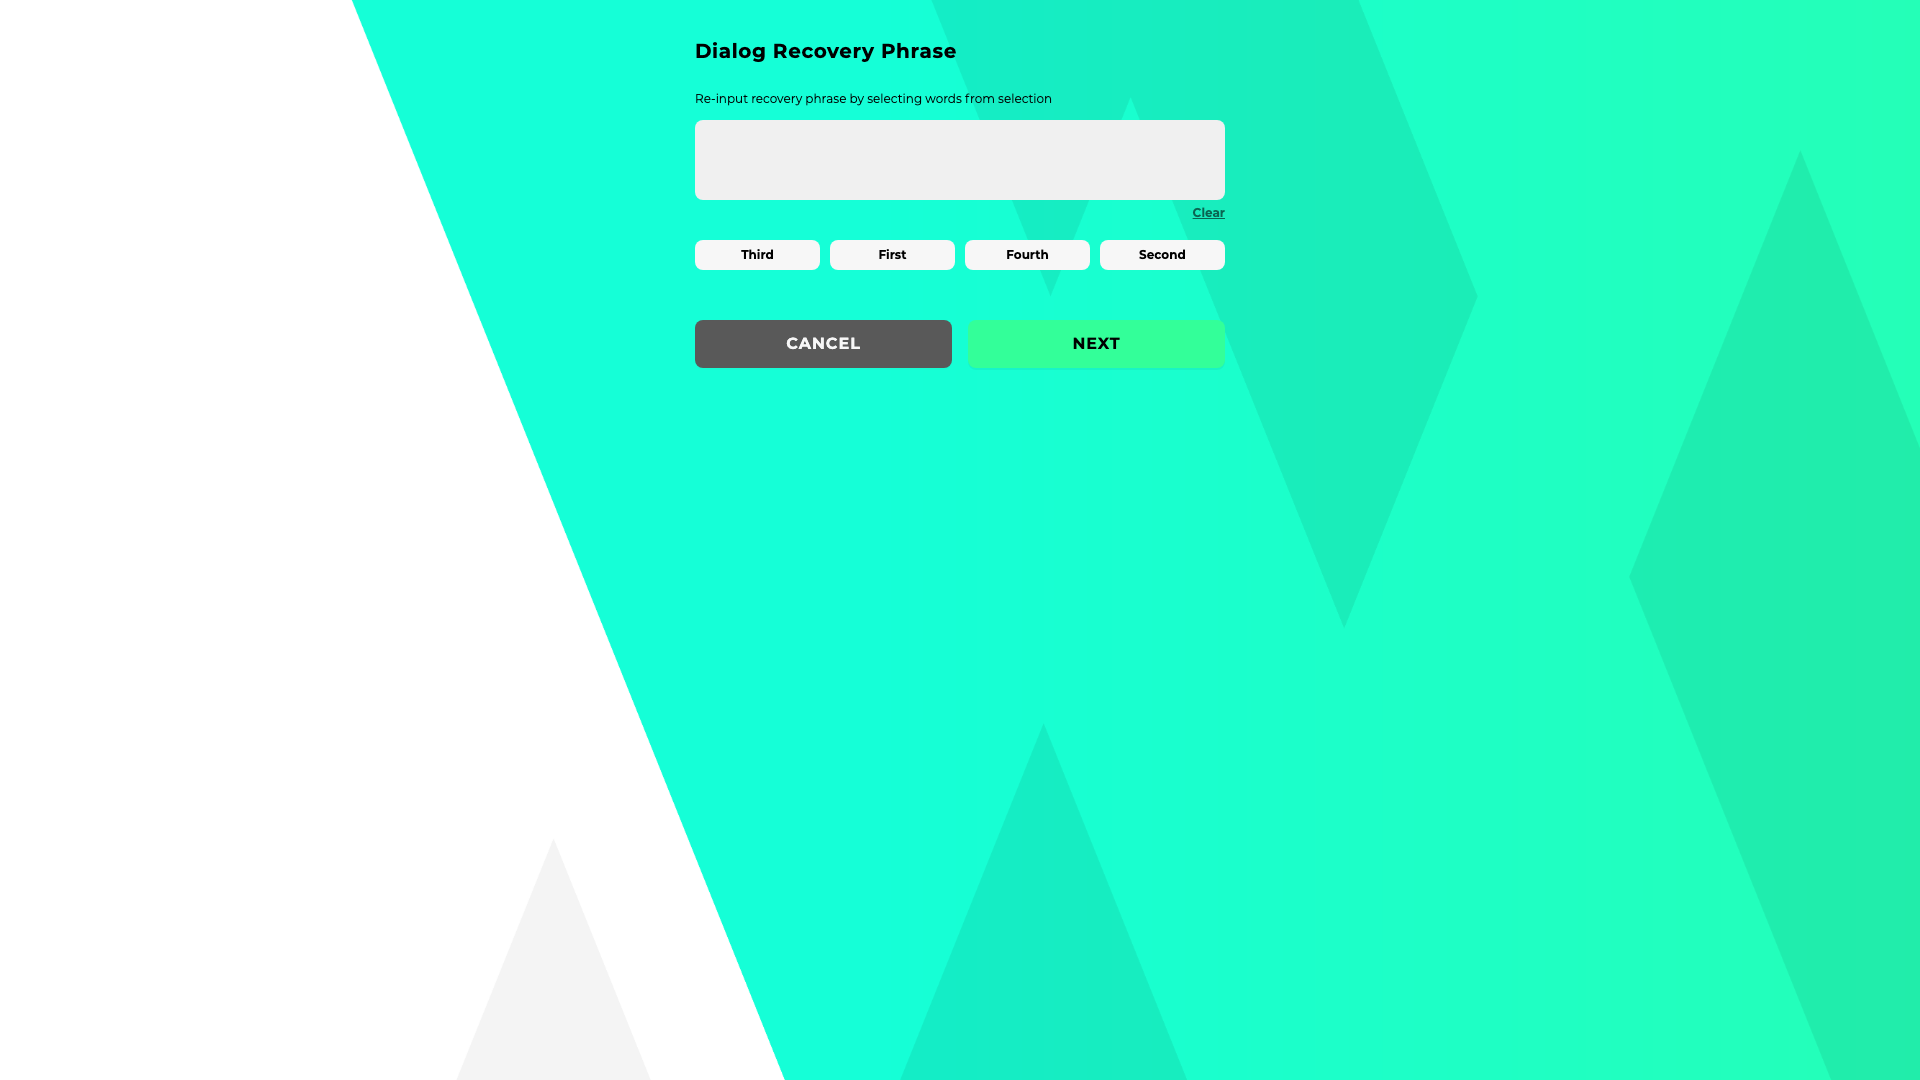 Dialog Recovery Phrase
Re-input recovery phrase by selecting words from selection
Clear
Third First Fourth Second
CANCEL NEXT